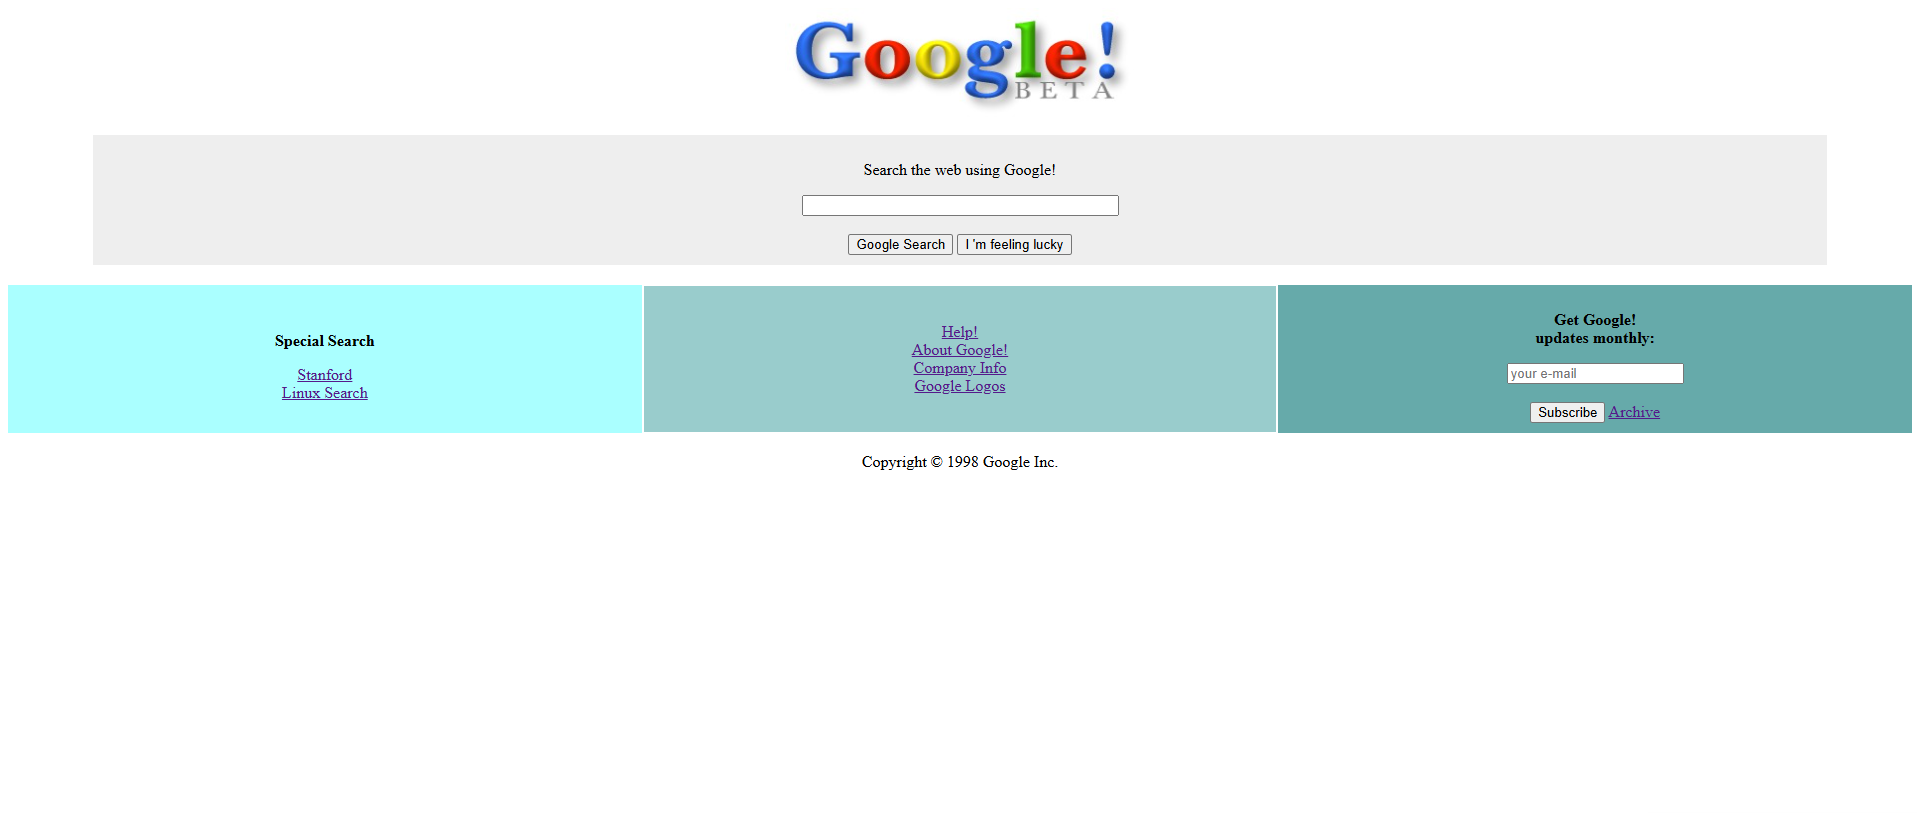 Google!
BETA
Search the web using Google!
Google Search I 'm feeling lucky
Special Search
Stanford
Linux Search
Help!
About Google!
Company Info
Google Logos
Get Google!
updates monthly:
your e-mail
Subscribe Archive
Copyright © 1998 Google Inc.